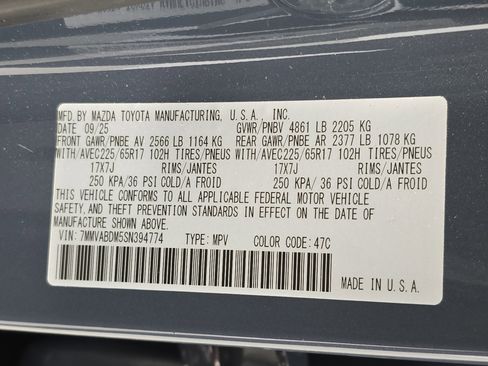 MFD. BY MAZDA TOYOTA MANUFACTURING, U.S.A., INC.
DATE 09/25 GVWR/PNBV 4861 LB 2205 KG
FRONT GAWR/PNBE AV 2566 LB 1164 KG REAR GAWR/PNBE AR 2377 LB 1078 KG
WITH/AVEC225/65R17 102H TIRES/PNEUS WITH/AVEC225/65R17 102H TIRES/PNEUS
17X7J RIMS/JANTES 17X7J RIMS/JANTES
250 KPA/36 PSI COLD/A FROID 250 KPA/36 PSI COLD/A FROID
THIS VEHICLE CONFORMS TO ALL APPLICABLE FEDERAL MOTOR VEHICLE
SAFETY, AND THEFT PREVENTION STANDARDS IN EFFECT ON THE DATE OF
MANUFACTURE SHOWN ABOVE.
VIN: 7MMVABDM5SN394774 TYPE: MPV COLOR CODE: 47C
MADE IN U.S.A.